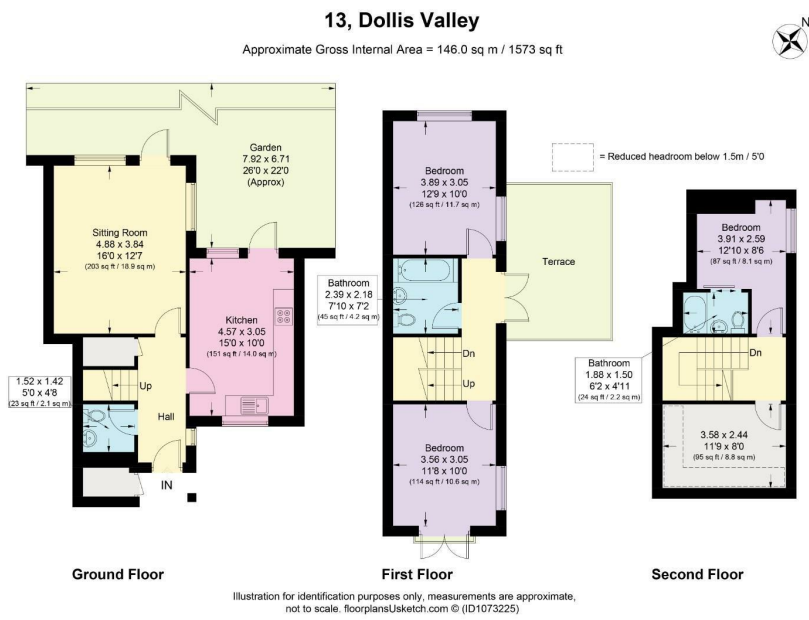 13, Dollis Valley
Approximate Gross Internal Area = 146.0 sq m / 1573 sq ft
N
Garden
7.92 x 6.71
26'0 x 22'0
(Approx)
Sitting Room
4.88 x 3.84
16'0 x 12'7
(203 sq ft / 18.9 sq m)
Kitchen
4.57 x 3.05
15'0 x 10'0
(151 sq ft / 14.0 sq m)
1.52 x 1.42
5'0 x 4'8
(23 sq ft / 2.1 sq m)
Up
Hall
IN
Ground Floor
Bedroom
3.89 x 3.05
12'9 x 10'0
(126 sq ft / 11.7 sq m)
Bathroom
2.39 x 2.18
7'10 x 7'2
(45 sq ft / 4.2 sq m)
Terrace
Dn
Up
Bedroom
3.56 x 3.05
11'8 x 10'0
(114 sq ft / 10.6 sq m)
First Floor
= Reduced headroom below 1.5m / 5'0
Bedroom
3.91 x 2.59
12'10 x 8'6
(87 sq ft / 8.1 sq m)
Bathroom
1.88 x 1.50
6'2 x 4'11
(24 sq ft / 2.2 sq m)
Dn
3.58 x 2.44
11'9 x 8'0
(95 sq ft / 8.8 sq m)
Second Floor
Illustration for identification purposes only, measurements are approximate,
not to scale. floorplansUsketch.com © (ID1073225)